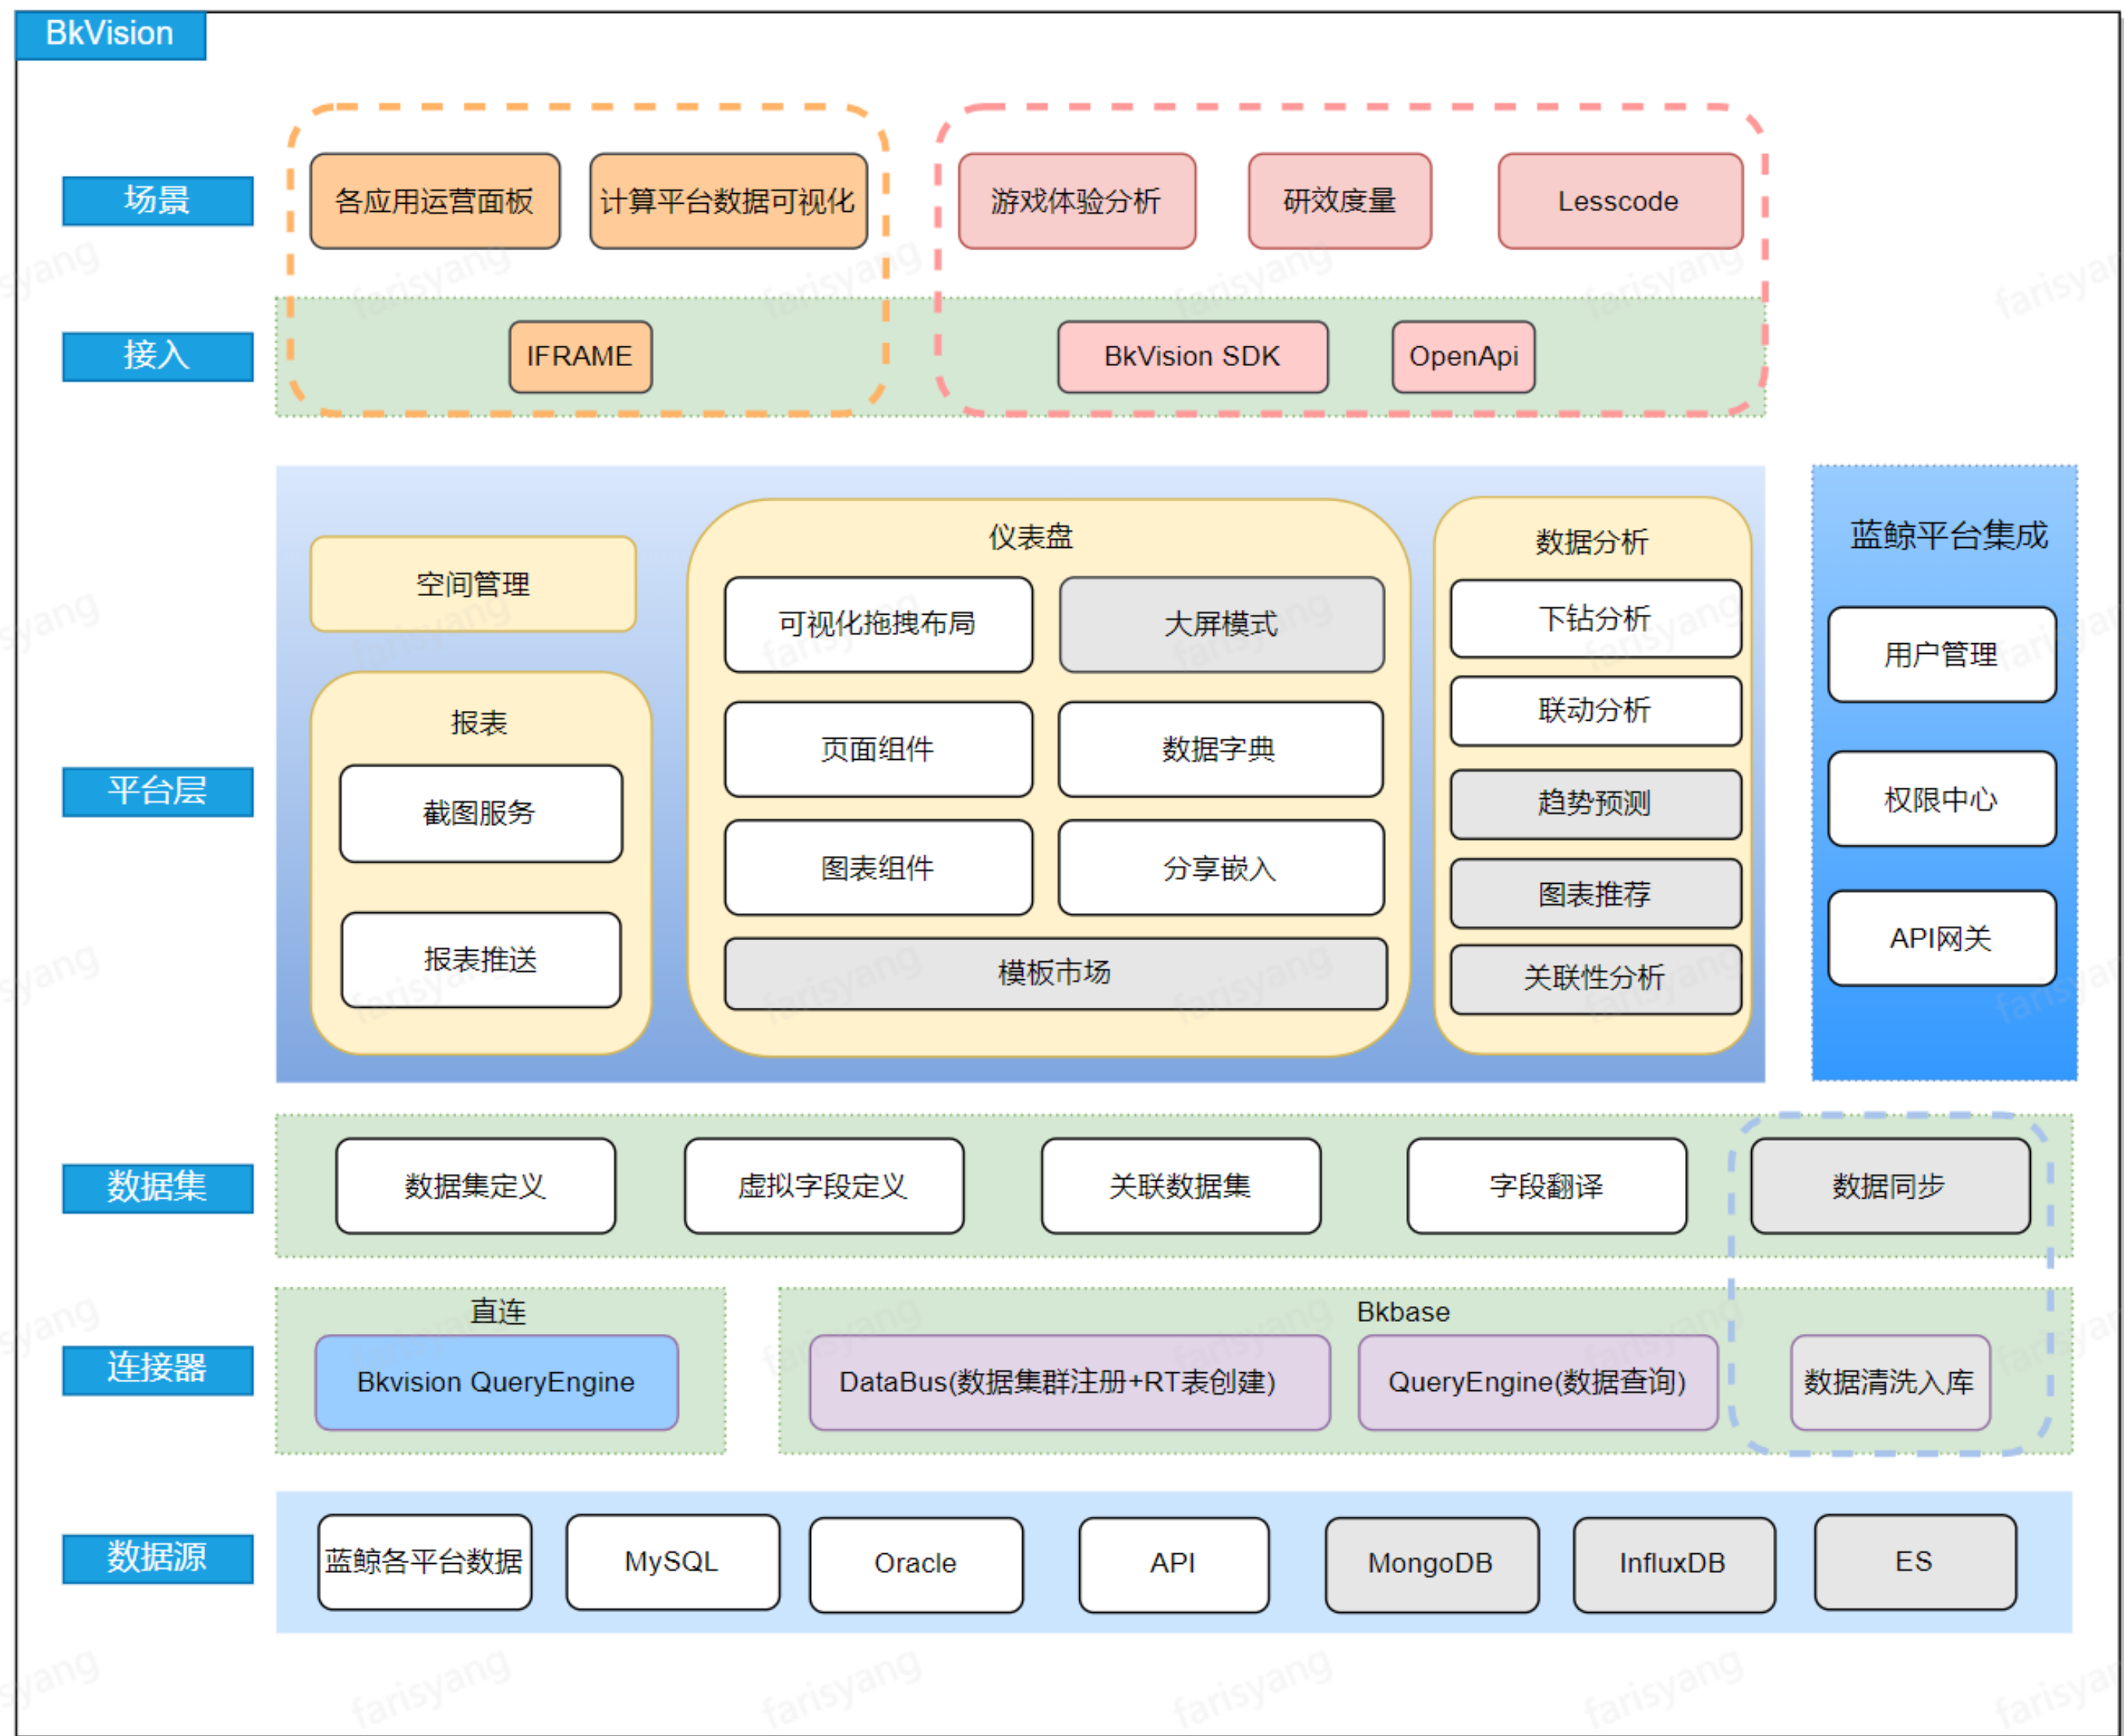 BkVision
场景
各应用运营面板
计算平台数据可视化
游戏体验分析
研效度量
Lesscode
接入
IFRAME
BkVision SDK
OpenApi
平台层
空间管理
报表
截图服务
报表推送
仪表盘
可视化拖拽布局
大屏模式
页面组件
数据字典
图表组件
分享嵌入
模板市场
数据分析
下钻分析
联动分析
趋势预测
图表推荐
关联性分析
蓝鲸平台集成
用户管理
权限中心
API网关
数据集
数据集定义
虚拟字段定义
关联数据集
字段翻译
数据同步
连接器
直连
Bkvision QueryEngine
Bkbase
DataBus(数据集群注册+RT表创建)
QueryEngine(数据查询)
数据清洗入库
数据源
蓝鲸各平台数据
MySQL
Oracle
API
MongoDB
InfluxDB
ES
farisyang